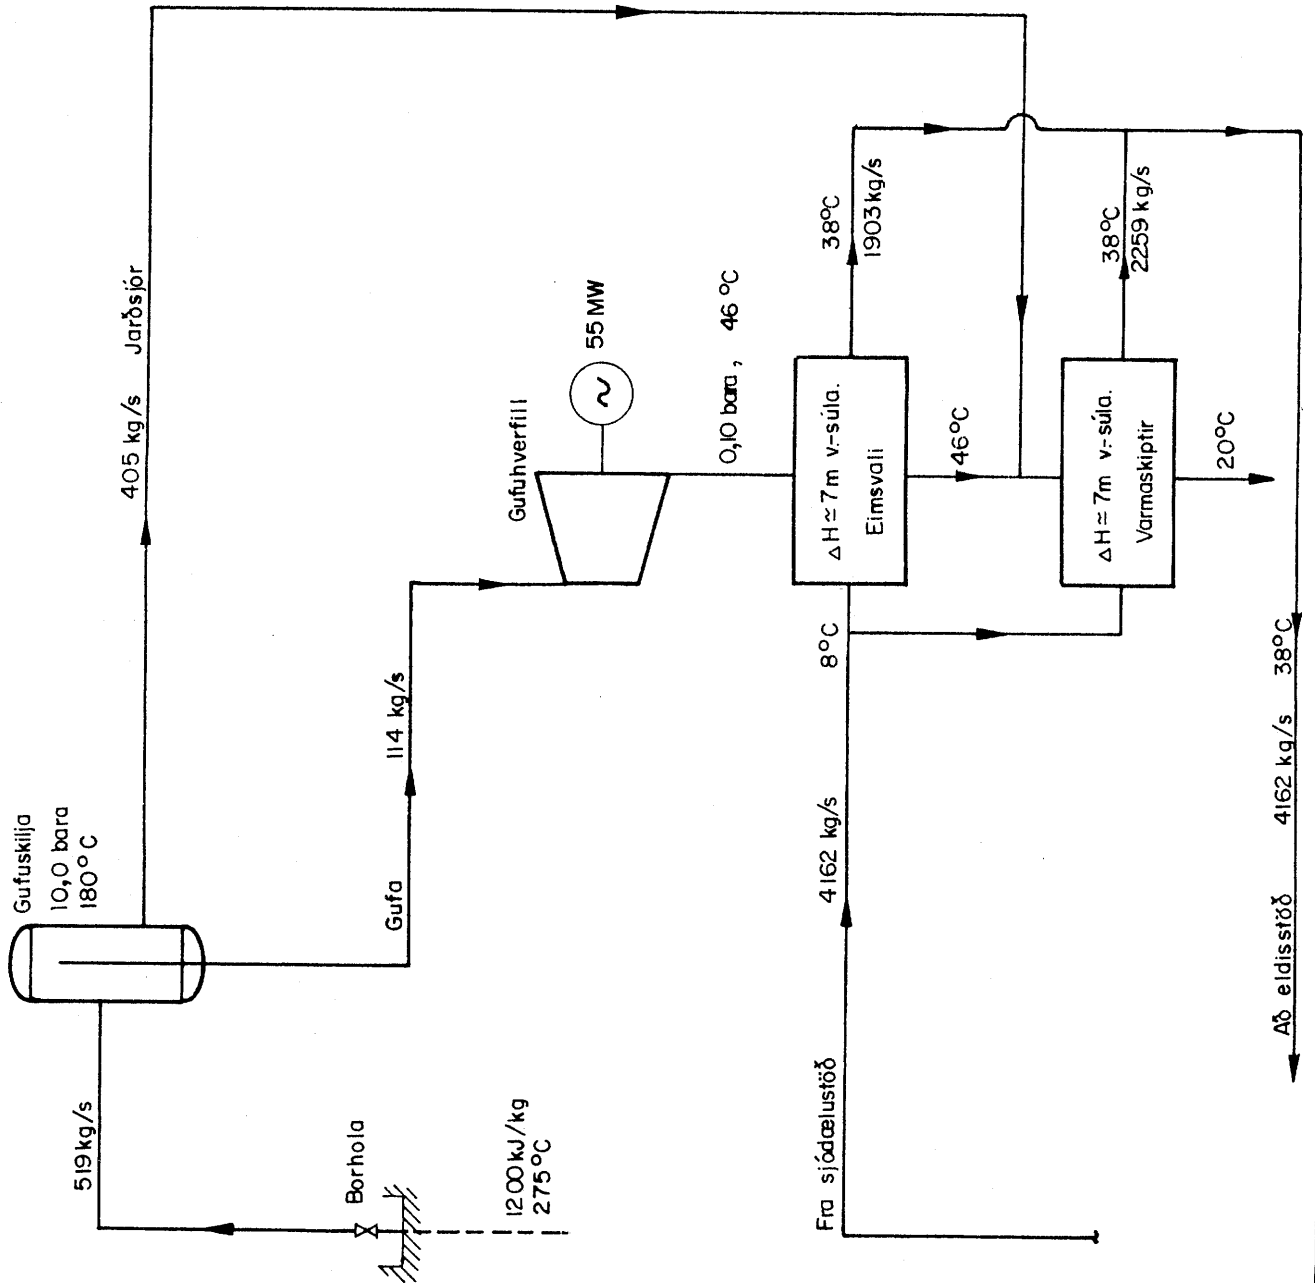 Gufuskilja
10,0 bara
180°C
519 kg/s
Borhola
1200 kJ/kg
275°C
405 kg/s Jarðsjór
Gufa
114 kg/s
Gufuhverfill
55 MW
0,10 bara, 46 °C
ΔH ≃ 7m v.-súla.
Eimsvali
38°C
1903 kg/s
46°C
ΔH ≃ 7m v.-súla.
Varmaskiptir
38°C
2259 kg/s
20°C
Fra sjódælustöð
4162 kg/s
8°C
Að eldisstöð
4162 kg/s
38°C